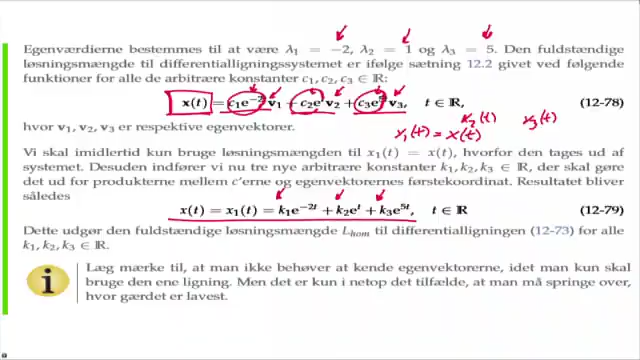 Egenværdierne bestemmes til at være λ₁ = −2, λ₂ = 1 og λ₃ = 5. Den fuldstændige
løsningsmængde til differentialligningssystemet er ifølge sætning 12.2 givet ved følgende
funktioner for alle de arbitrære konstanter c₁, c₂, c₃ ∈ ℝ:
x(t) = c₁e⁻²ᵗ v₁ + c₂eᵗ v₂ + c₃e⁵ᵗ v₃, t ∈ ℝ, (12-78)
x₂(t) x₃(t)
x₁(t) = x(t)
hvor v₁, v₂, v₃ er respektive egenvektorer.
Vi skal imidlertid kun bruge løsningsmængden til x₁(t) = x(t), hvorfor den tages ud af
systemet. Desuden indfører vi nu tre nye arbitrære konstanter k₁, k₂, k₃ ∈ ℝ, der skal gøre
det ud for produkterne mellem c'erne og egenvektorernes førstekoordinat. Resultatet bliver
således
x(t) = x₁(t) = k₁e⁻²ᵗ + k₂eᵗ + k₃e⁵ᵗ, t ∈ ℝ (12-79)
Dette udgør den fuldstændige løsningsmængde L_hom til differentialligningen (12-73) for alle
k₁, k₂, k₃ ∈ ℝ.
i
Læg mærke til, at man ikke behøver at kende egenvektorerne, idet man kun skal
bruge den ene ligning. Men det er kun i netop det tilfælde, at man må springe over,
hvor gærdet er lavest.